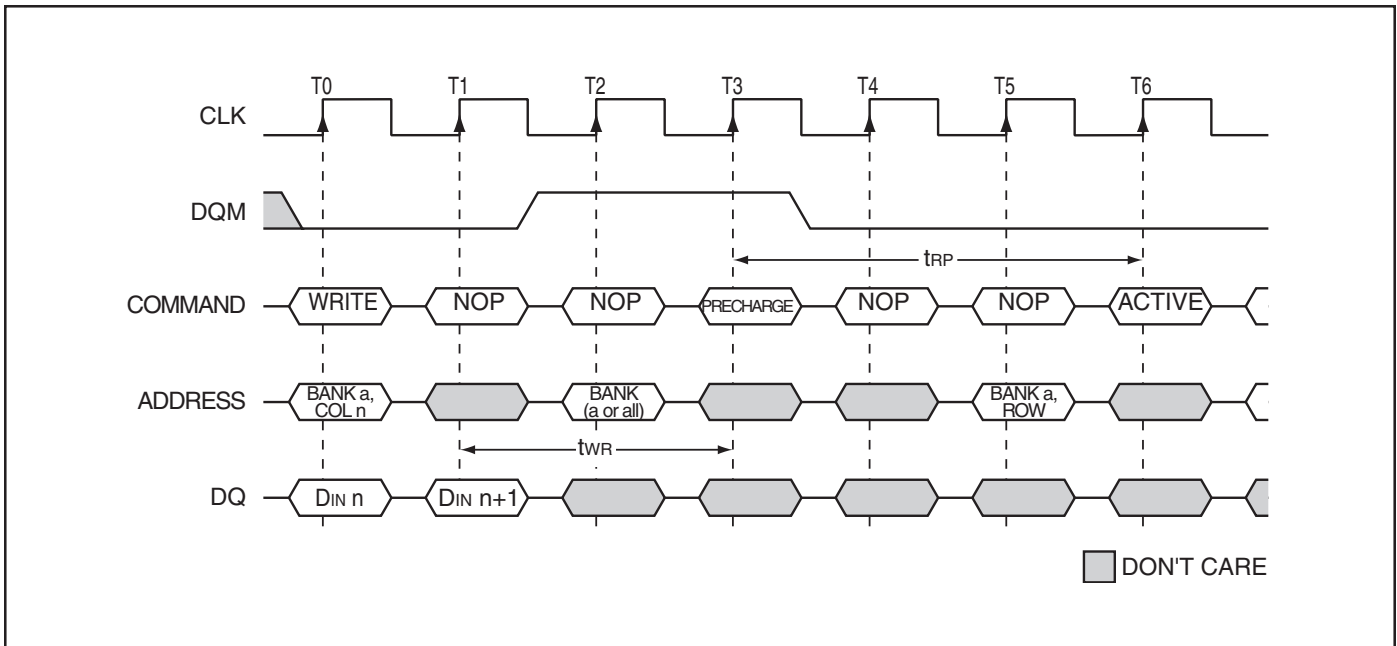 T0 T1 T2 T3 T4 T5 T6
CLK
DQM
tRP
COMMAND WRITE NOP NOP PRECHARGE NOP NOP ACTIVE
ADDRESS BANK a, COL n BANK (a or all) BANK a, ROW
tWR
DQ DIN n DIN n+1
DON'T CARE